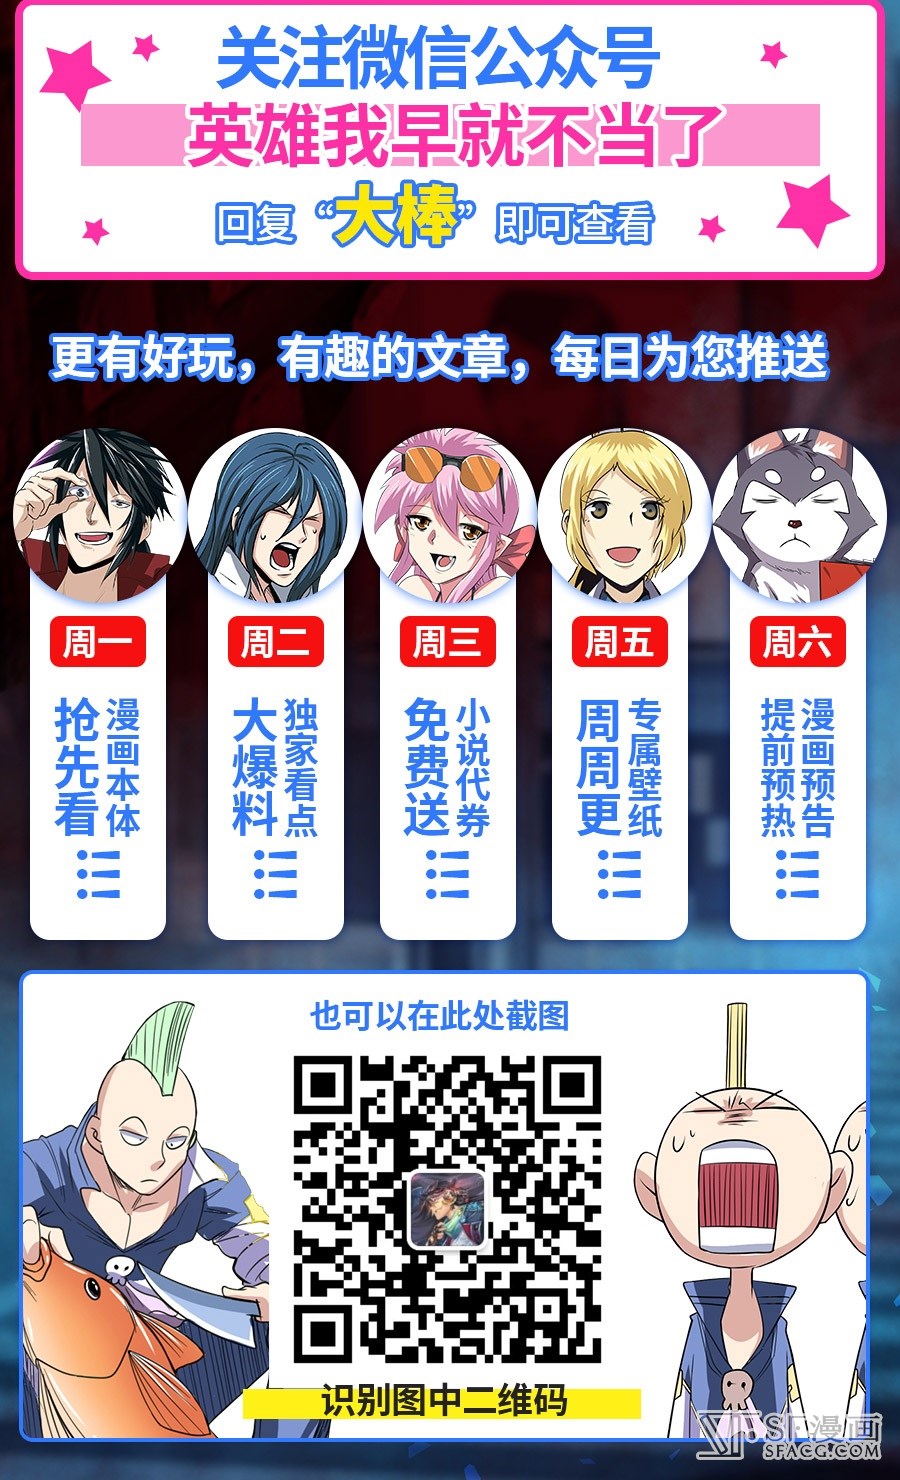 关注微信公众号
英雄我早就不当了
回复“大棒”即可查看
更有好玩，有趣的文章，每日为您推送
周一
漫画本体
抢先看
周二
独家看点
大爆料
周三
小说代券
免费送
周五
专属壁纸
周周更
周六
漫画预告
提前预热
也可以在此处截图
识别图中二维码
SF漫画
SFACG.COM